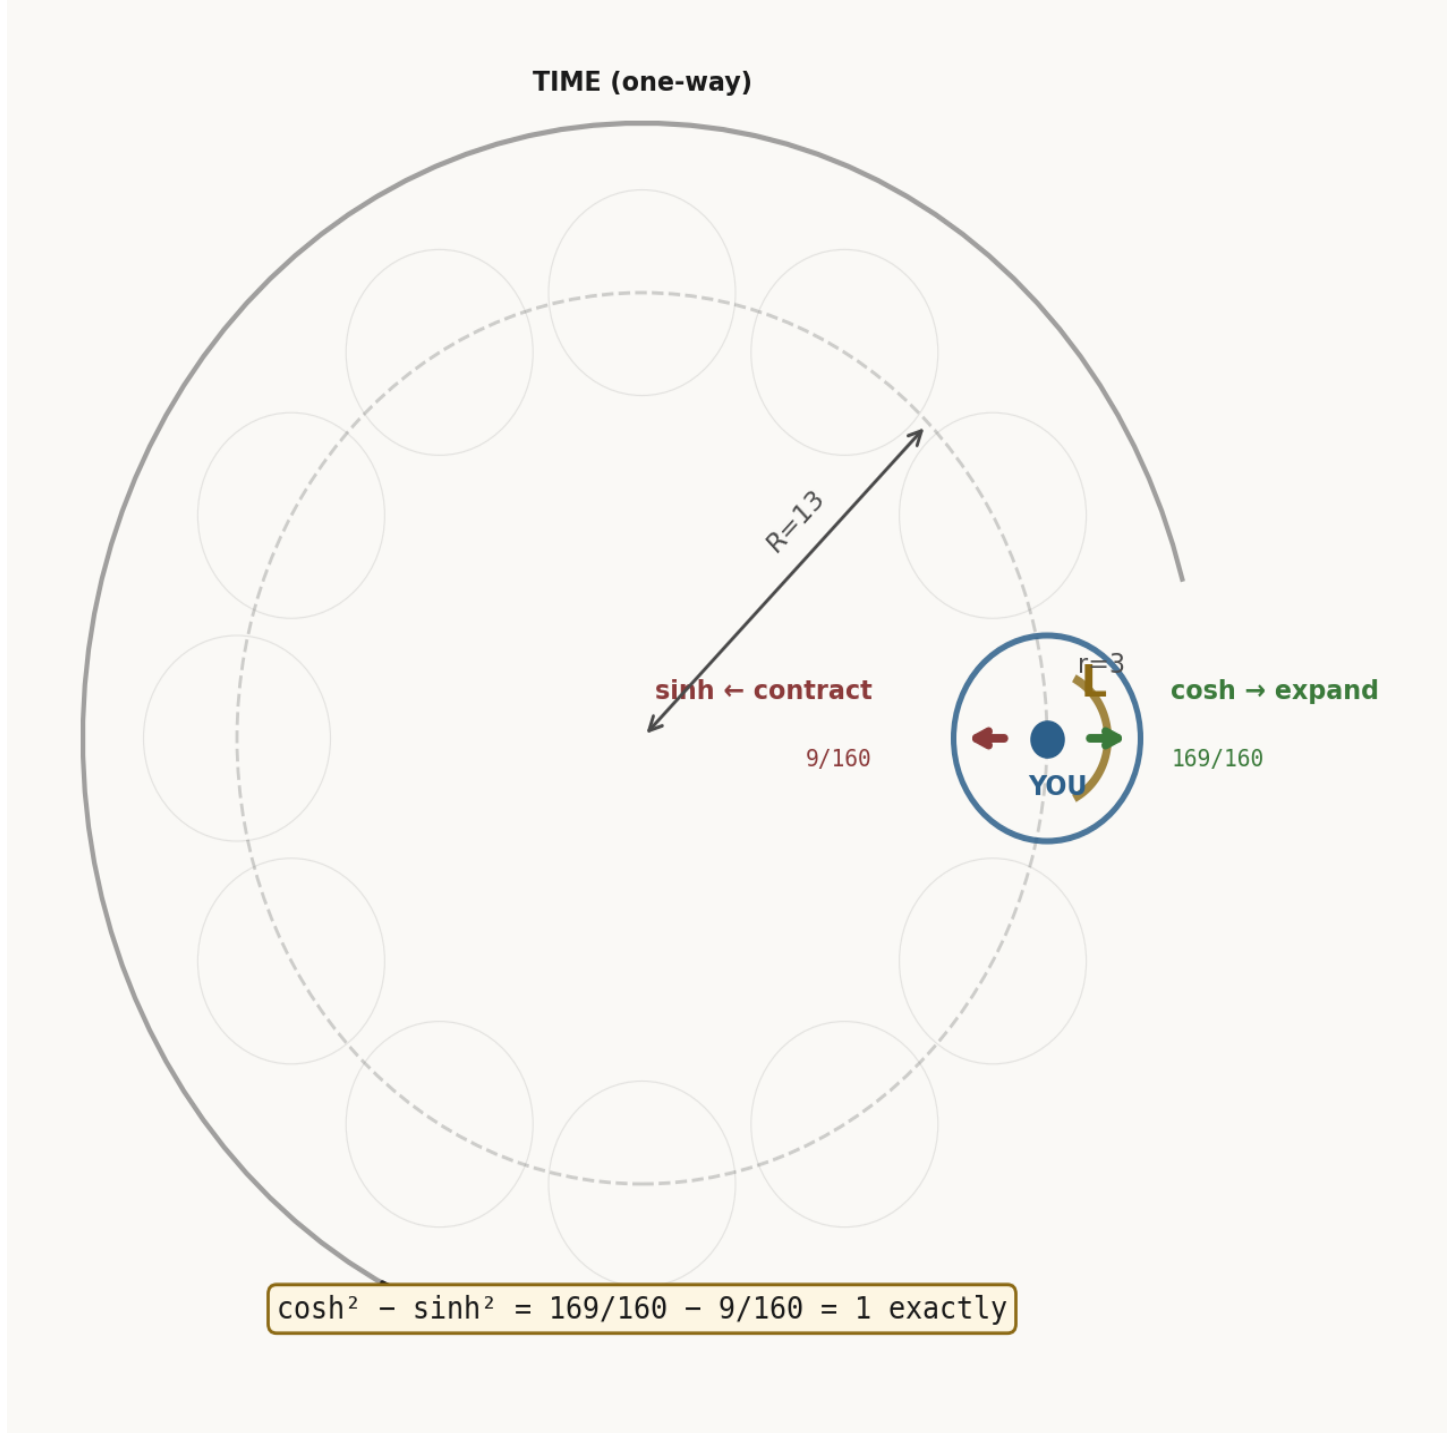 TIME (one-way)
R=13
r=3
L
sinh ← contract
cosh → expand
9/160
169/160
YOU
cosh² − sinh² = 169/160 − 9/160 = 1 exactly